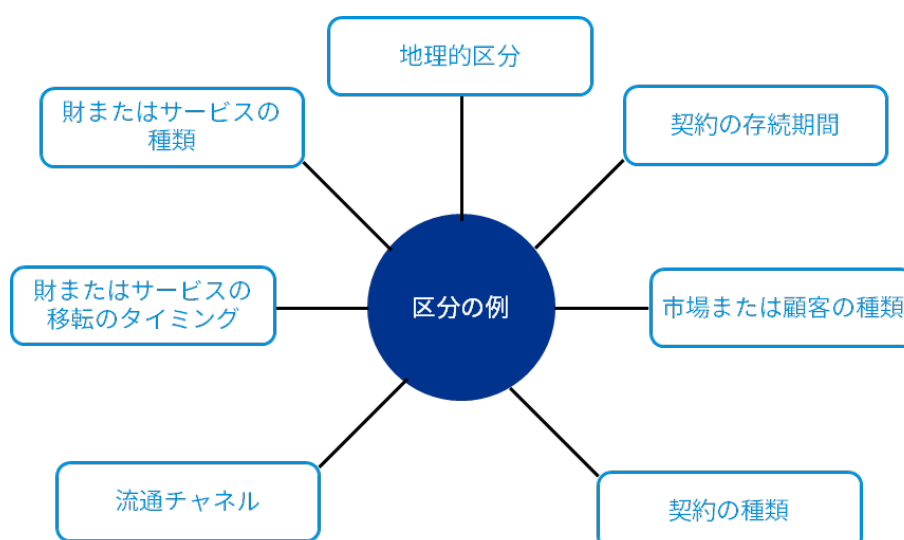 地理的区分
財またはサービスの
種類
契約の存続期間
財またはサービスの
移転のタイミング
区分の例
市場または顧客の種類
流通チャネル
契約の種類